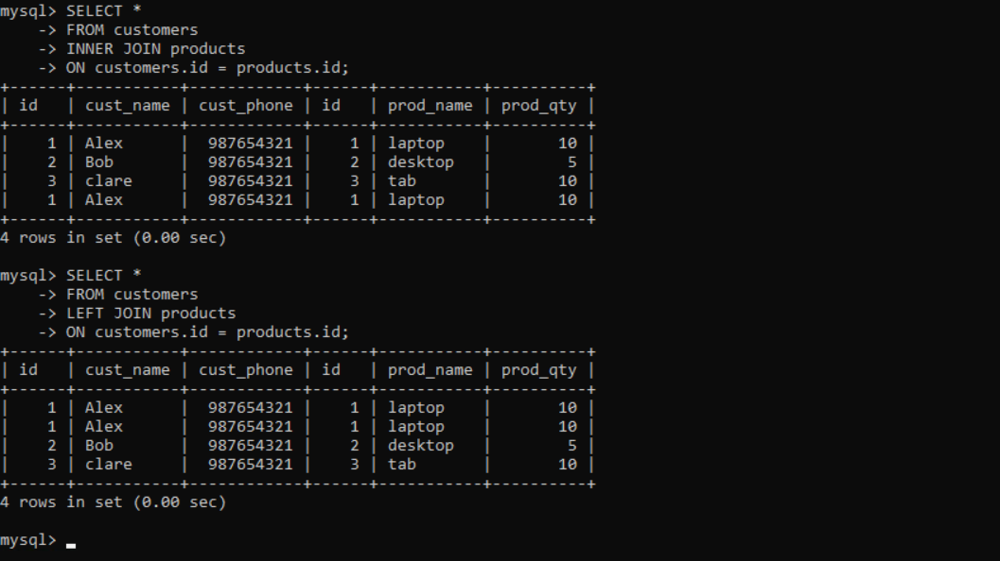 mysql> SELECT *
    -> FROM customers
    -> INNER JOIN products
    -> ON customers.id = products.id;
+------+-----------+------------+------+-----------+----------+
| id   | cust_name | cust_phone | id   | prod_name | prod_qty |
+------+-----------+------------+------+-----------+----------+
|    1 | Alex      |  987654321 |    1 | laptop    |       10 |
|    2 | Bob       |  987654321 |    2 | desktop   |        5 |
|    3 | clare     |  987654321 |    3 | tab       |       10 |
|    1 | Alex      |  987654321 |    1 | laptop    |       10 |
+------+-----------+------------+------+-----------+----------+
4 rows in set (0.00 sec)

mysql> SELECT *
    -> FROM customers
    -> LEFT JOIN products
    -> ON customers.id = products.id;
+------+-----------+------------+------+-----------+----------+
| id   | cust_name | cust_phone | id   | prod_name | prod_qty |
+------+-----------+------------+------+-----------+----------+
|    1 | Alex      |  987654321 |    1 | laptop    |       10 |
|    1 | Alex      |  987654321 |    1 | laptop    |       10 |
|    2 | Bob       |  987654321 |    2 | desktop   |        5 |
|    3 | clare     |  987654321 |    3 | tab       |       10 |
+------+-----------+------------+------+-----------+----------+
4 rows in set (0.00 sec)

mysql> _